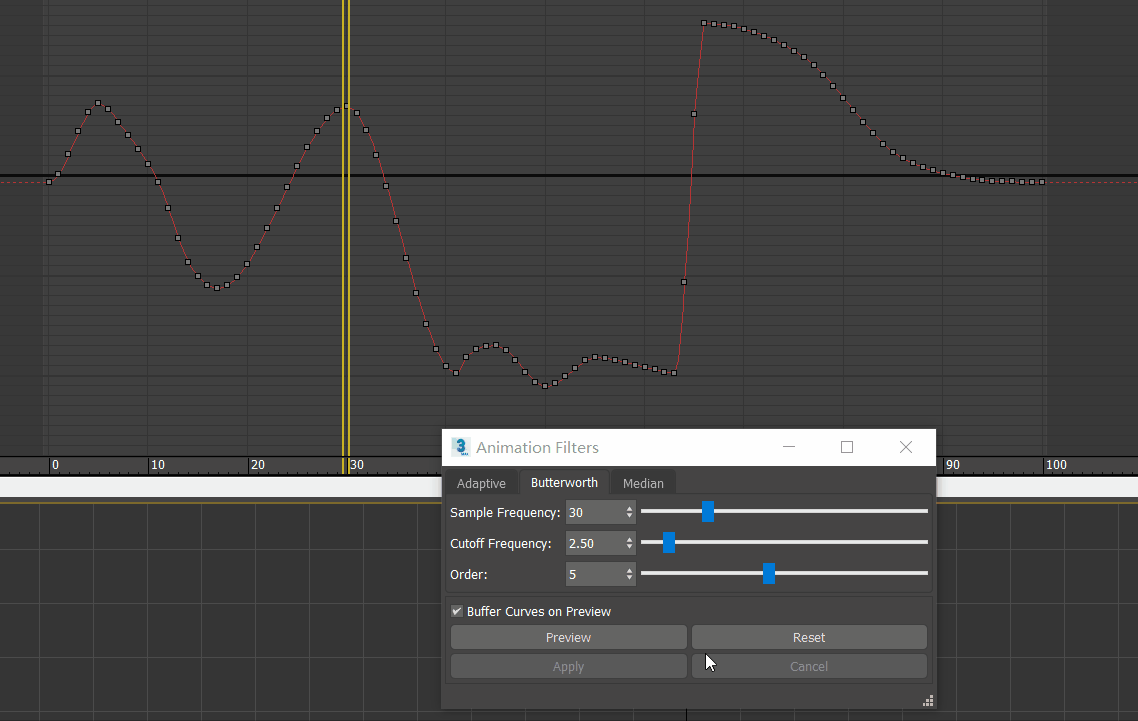 0 10 20 30 90 100
3 Animation Filters
Adaptive Butterworth Median
Sample Frequency: 30
Cutoff Frequency: 2.50
Order: 5
Buffer Curves on Preview
Preview Reset
Apply Cancel